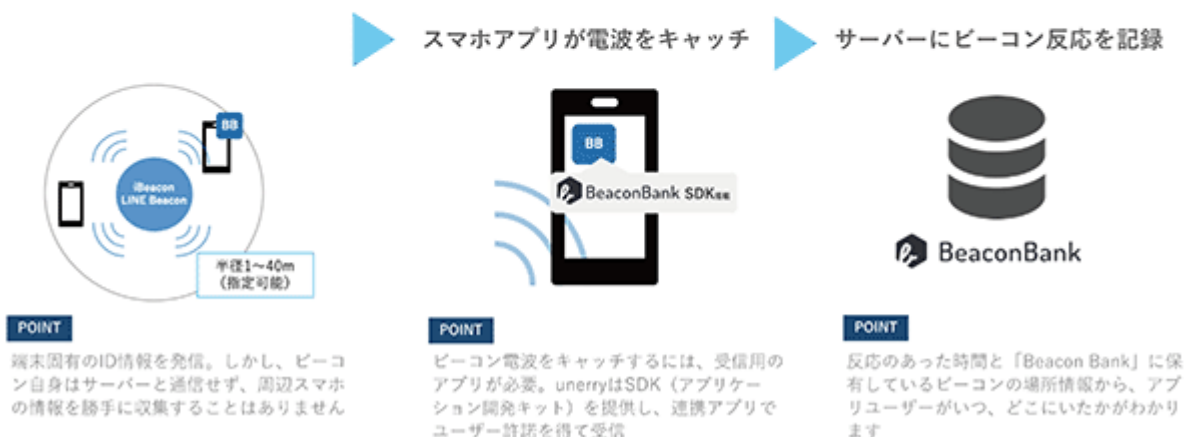 スマホアプリが電波をキャッチ
サーバーにビーコン反応を記録
BB
iBeacon
LINE Beacon
半径1〜40m
（指定可能）
BB
BeaconBank SDK搭載
BeaconBank
POINT
端末固有のID情報を発信。しかし、ビーコ
ン自身はサーバーと通信せず、周辺スマホ
の情報を勝手に収集することはありません
POINT
ビーコン電波をキャッチするには、受信用の
アプリが必要。unerryはSDK（アプリケー
ション開発キット）を提供し、連携アプリで
ユーザー許諾を得て受信
POINT
反応のあった時間と「Beacon Bank」に保
有しているビーコンの場所情報から、アプ
リユーザーがいつ、どこにいたかがわかり
ます